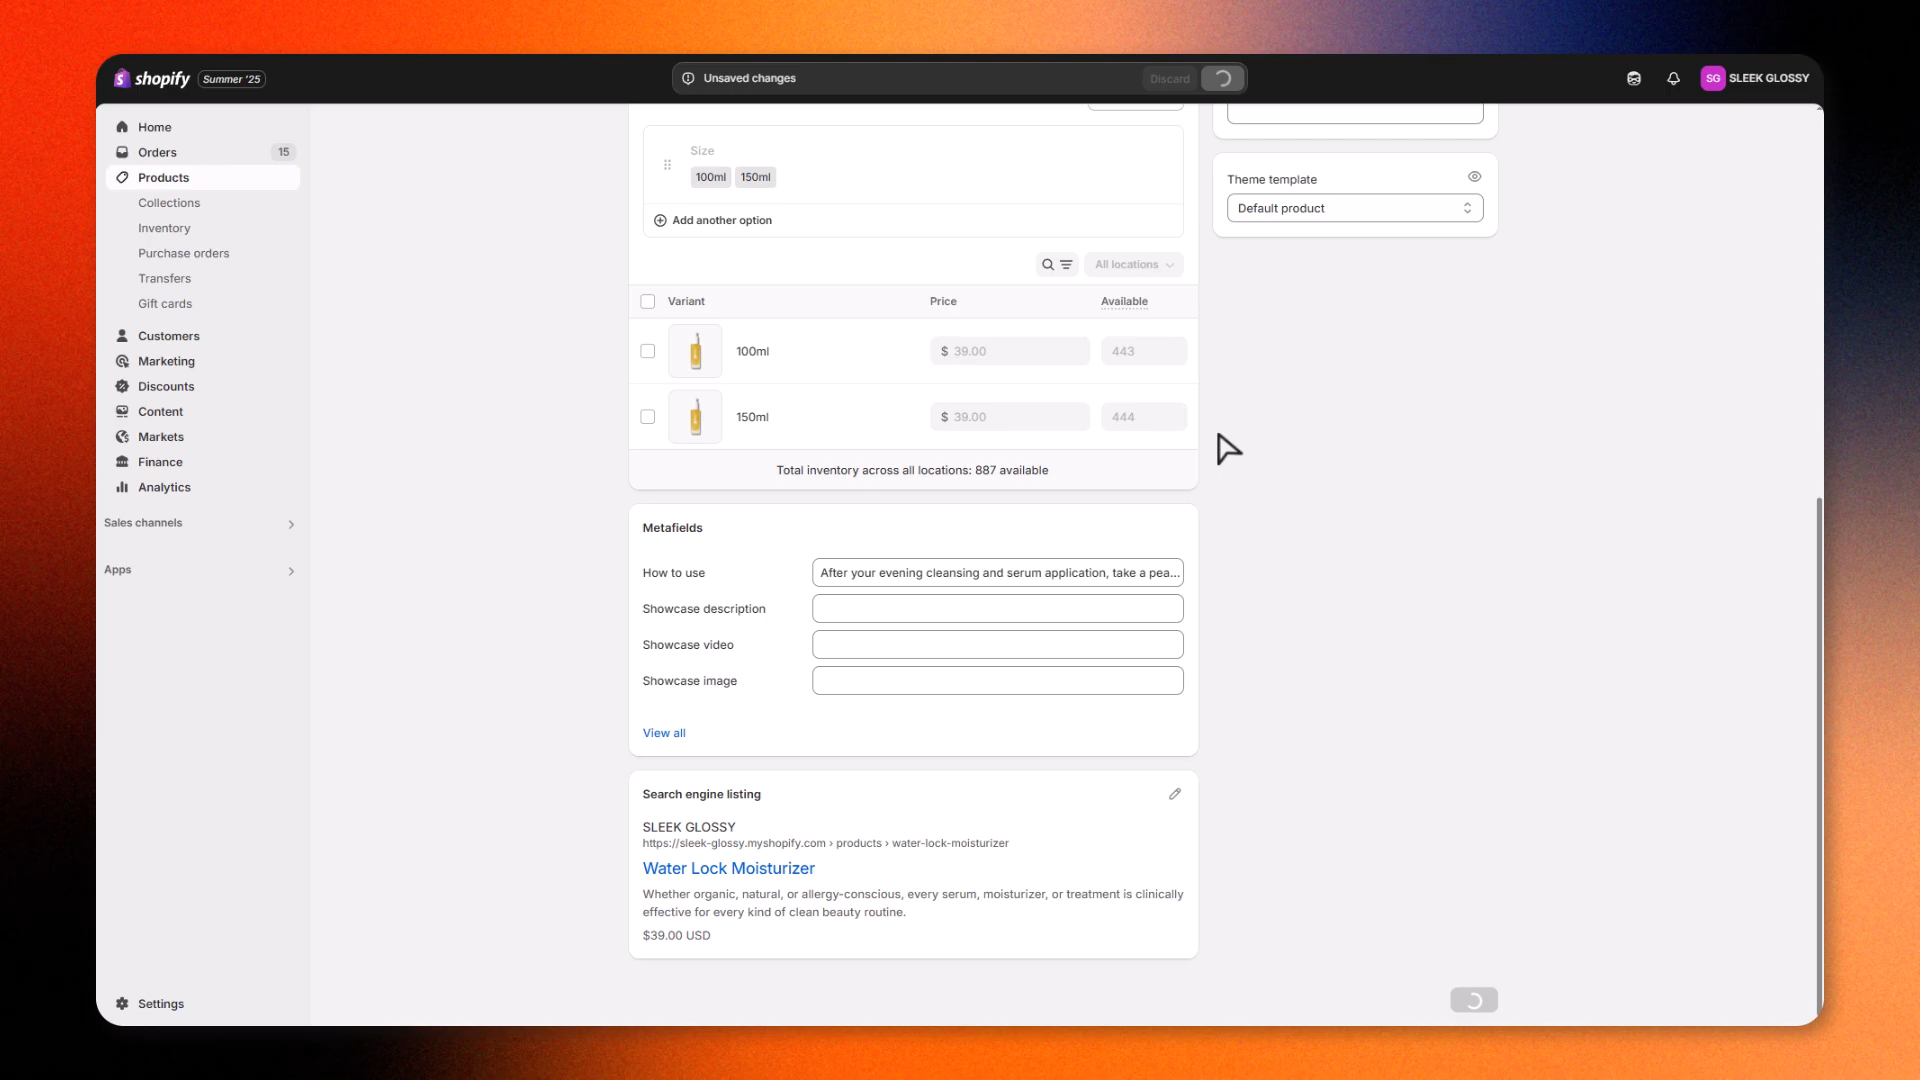 shopify Summer '25
Unsaved changes
Discard
SG SLEEK GLOSSY
Home
Orders 15
Products
Collections
Inventory
Purchase orders
Transfers
Gift cards
Customers
Marketing
Discounts
Content
Markets
Finance
Analytics
Sales channels
Apps
Settings
Size
100ml 150ml
Add another option
All locations
Variant Price Available
100ml $ 39.00 443
150ml $ 39.00 444
Total inventory across all locations: 887 available
Metafields
How to use After your evening cleansing and serum application, take a pea...
Showcase description
Showcase video
Showcase image
View all
Search engine listing
SLEEK GLOSSY
https://sleek-glossy.myshopify.com › products › water-lock-moisturizer
Water Lock Moisturizer
Whether organic, natural, or allergy-conscious, every serum, moisturizer, or treatment is clinically
effective for every kind of clean beauty routine.
$39.00 USD
Theme template
Default product